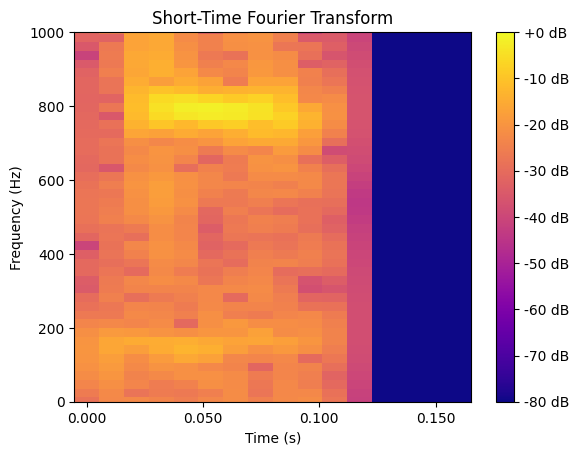 Short-Time Fourier Transform
1000
800
600
400
200
0
Frequency (Hz)
0.000
0.050
0.100
0.150
Time (s)
+0 dB
-10 dB
-20 dB
-30 dB
-40 dB
-50 dB
-60 dB
-70 dB
-80 dB